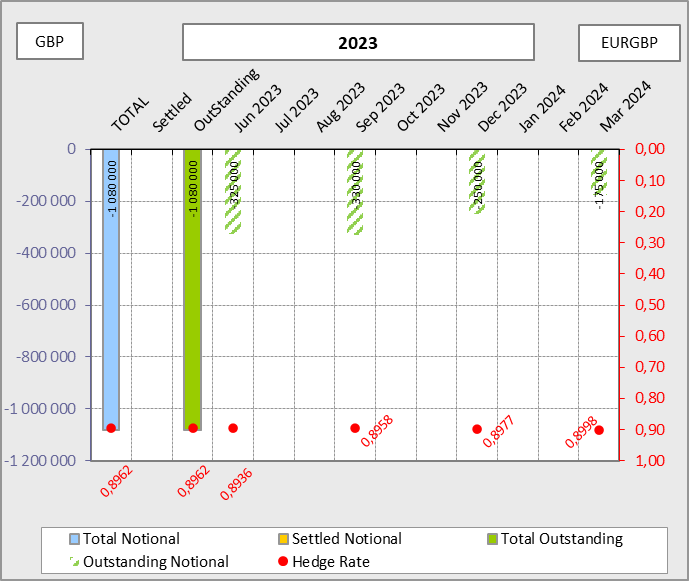 GBP
2023
EURGBP
TOTAL
Settled
OutStanding
Jun 2023
Jul 2023
Aug 2023
Sep 2023
Oct 2023
Nov 2023
Dec 2023
Jan 2024
Feb 2024
Mar 2024
0
-200 000
-400 000
-600 000
-800 000
-1 000 000
-1 200 000
-1 080 000
-1 080 000
-325 000
-330 000
-250 000
-175 000
0,00
0,10
0,20
0,30
0,40
0,50
0,60
0,70
0,80
0,90
1,00
0,8962
0,8962
0,8936
0,8958
0,8977
0,8998
Total Notional
Settled Notional
Total Outstanding
Outstanding Notional
Hedge Rate